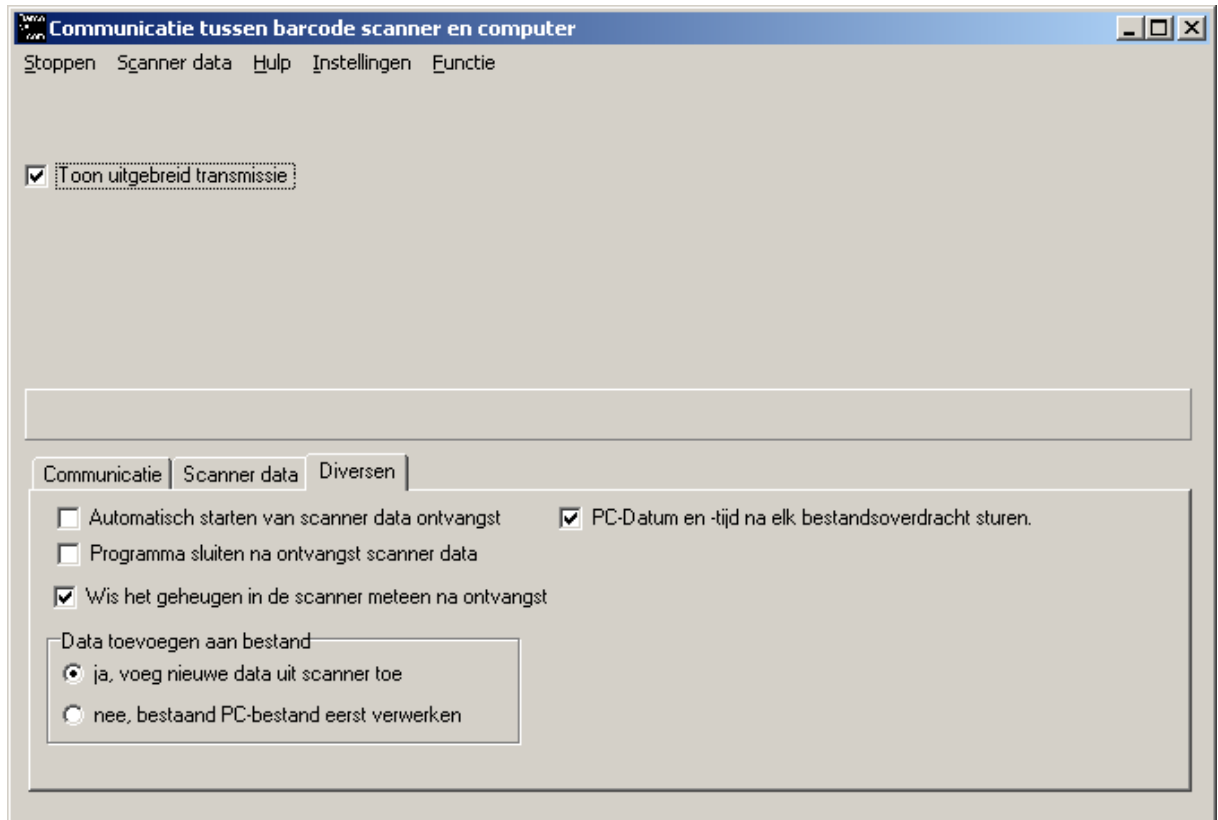 Communicatie tussen barcode scanner en computer
Stoppen Scanner data Hulp Instellingen Functie
Toon uitgebreid transmissie
Communicatie Scanner data Diversen
Automatisch starten van scanner data ontvangst PC-Datum en -tijd na elk bestandsoverdracht sturen.
Programma sluiten na ontvangst scanner data
Wis het geheugen in de scanner meteen na ontvangst
Data toevoegen aan bestand
ja, voeg nieuwe data uit scanner toe
nee, bestaand PC-bestand eerst verwerken